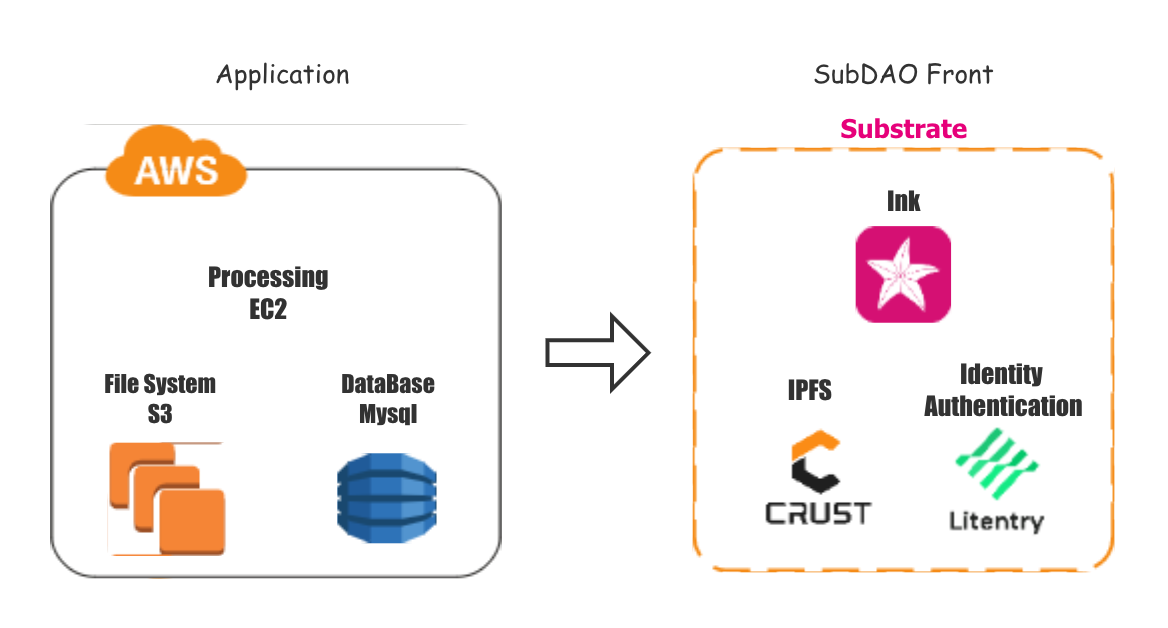 Application
AWS
Processing
EC2
File System
S3
DataBase
Mysql
SubDAO Front
Substrate
Ink
IPFS
CRUST
Identity
Authentication
Litentry